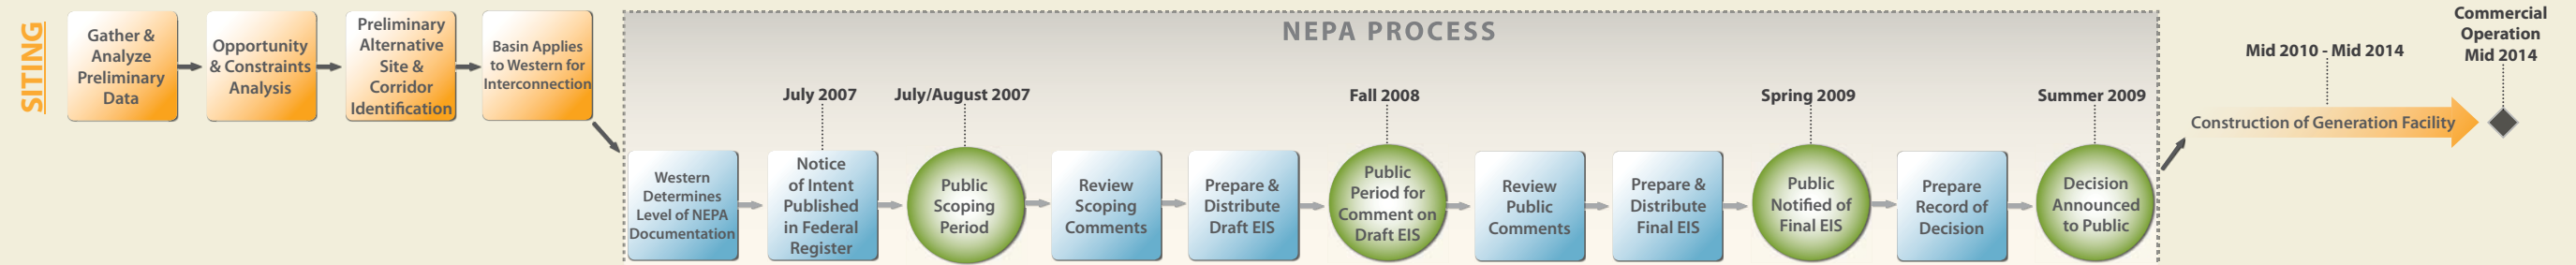 SITING
Gather &
Analyze
Preliminary
Data
Opportunity
& Constraints
Analysis
Preliminary
Alternative
Site &
Corridor
Identification
Basin Applies
to Western for
Interconnection
NEPA PROCESS
Western
Determines
Level of NEPA
Documentation
July 2007
Notice
of Intent
Published
in Federal
Register
July/August 2007
Public
Scoping
Period
Review
Scoping
Comments
Prepare &
Distribute
Draft EIS
Fall 2008
Public
Period for
Comment on
Draft EIS
Review
Public
Comments
Prepare &
Distribute
Final EIS
Spring 2009
Public
Notified of
Final EIS
Prepare
Record of
Decision
Summer 2009
Decision
Announced
to Public
Mid 2010 - Mid 2014
Construction of Generation Facility
Commercial
Operation
Mid 2014